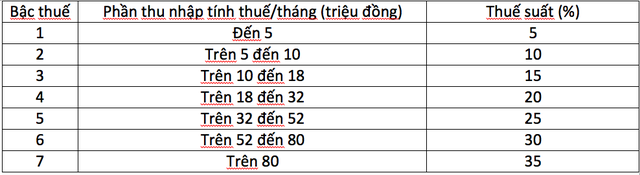 Bậc thuế Phần thu nhập tính thuế/tháng (triệu đồng) Thuế suất (%)
1 Đến 5 5
2 Trên 5 đến 10 10
3 Trên 10 đến 18 15
4 Trên 18 đến 32 20
5 Trên 32 đến 52 25
6 Trên 52 đến 80 30
7 Trên 80 35